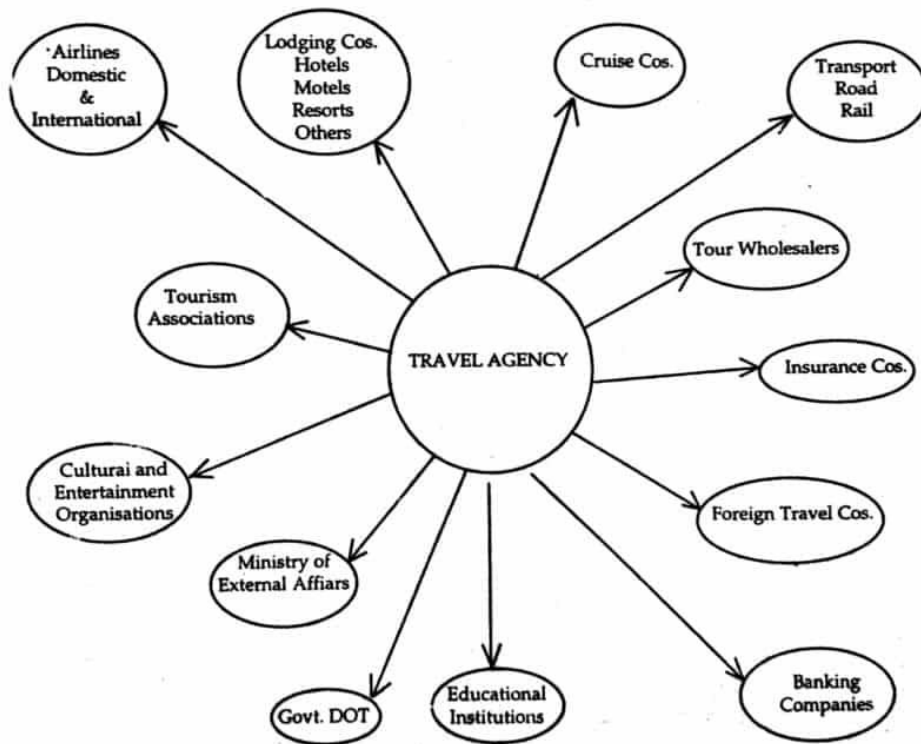 Airlines
Domestic
&
International
Lodging Cos.
Hotels
Motels
Resorts
Others
Cruise Cos.
Transport
Road
Rail
Tour Wholesalers
Tourism
Associations
TRAVEL AGENCY
Insurance Cos.
Culturai and
Entertainment
Organisations
Foreign Travel Cos.
Ministry of
External Affiars
Govt. DOT
Educational
Institutions
Banking
Companies